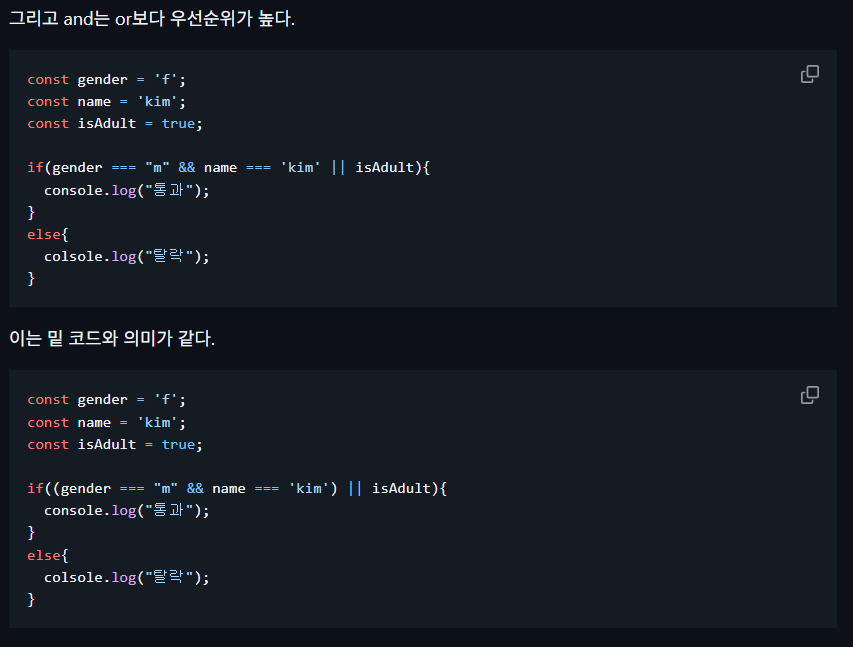 그리고 and는 or보다 우선순위가 높다.
const gender = 'f';
const name = 'kim';
const isAdult = true;
if(gender === "m" && name === 'kim' || isAdult){
console.log("통과");
}
else{
colsole.log("탈락");
}
이는 밑 코드와 의미가 같다.
const gender = 'f';
const name = 'kim';
const isAdult = true;
if((gender === "m" && name === 'kim') || isAdult){
console.log("통과");
}
else{
colsole.log("탈락");
}